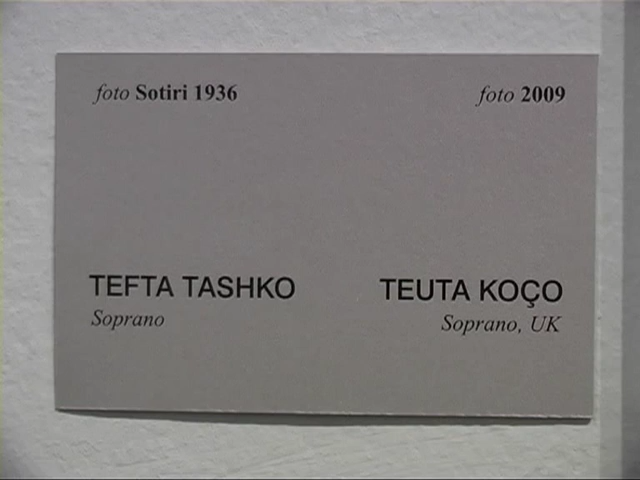 foto Sotiri 1936
foto 2009
TEFTA TASHKO
Soprano
TEUTA KOÇO
Soprano, UK